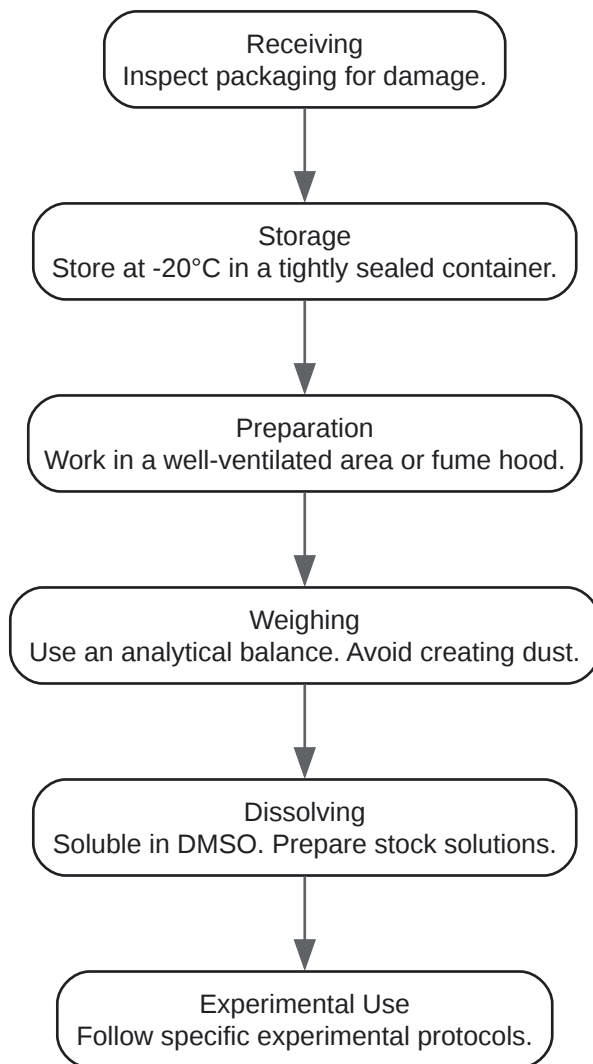 Receiving
Inspect packaging for damage.
Storage
Store at -20°C in a tightly sealed container.
Preparation
Work in a well-ventilated area or fume hood.
Weighing
Use an analytical balance. Avoid creating dust.
Dissolving
Soluble in DMSO. Prepare stock solutions.
Experimental Use
Follow specific experimental protocols.